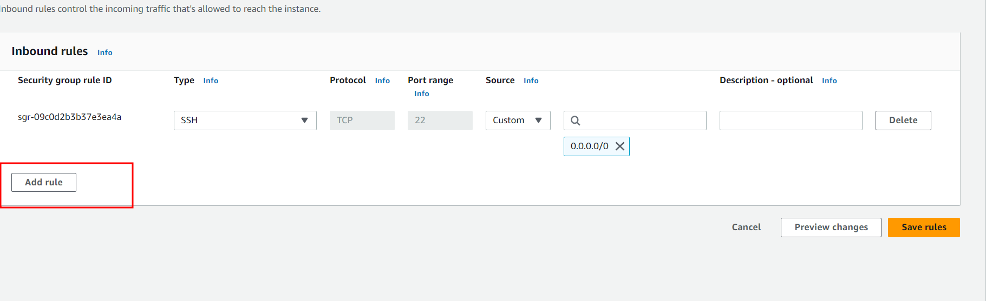 Inbound rules control the incoming traffic that's allowed to reach the instance.
Inbound rules Info
Security group rule ID Type Info Protocol Info Port range Info Source Info Description - optional Info
sgr-09c0d2b3b37e3ea4a SSH TCP 22 Custom Delete
0.0.0.0/0
Add rule
Cancel Preview changes Save rules